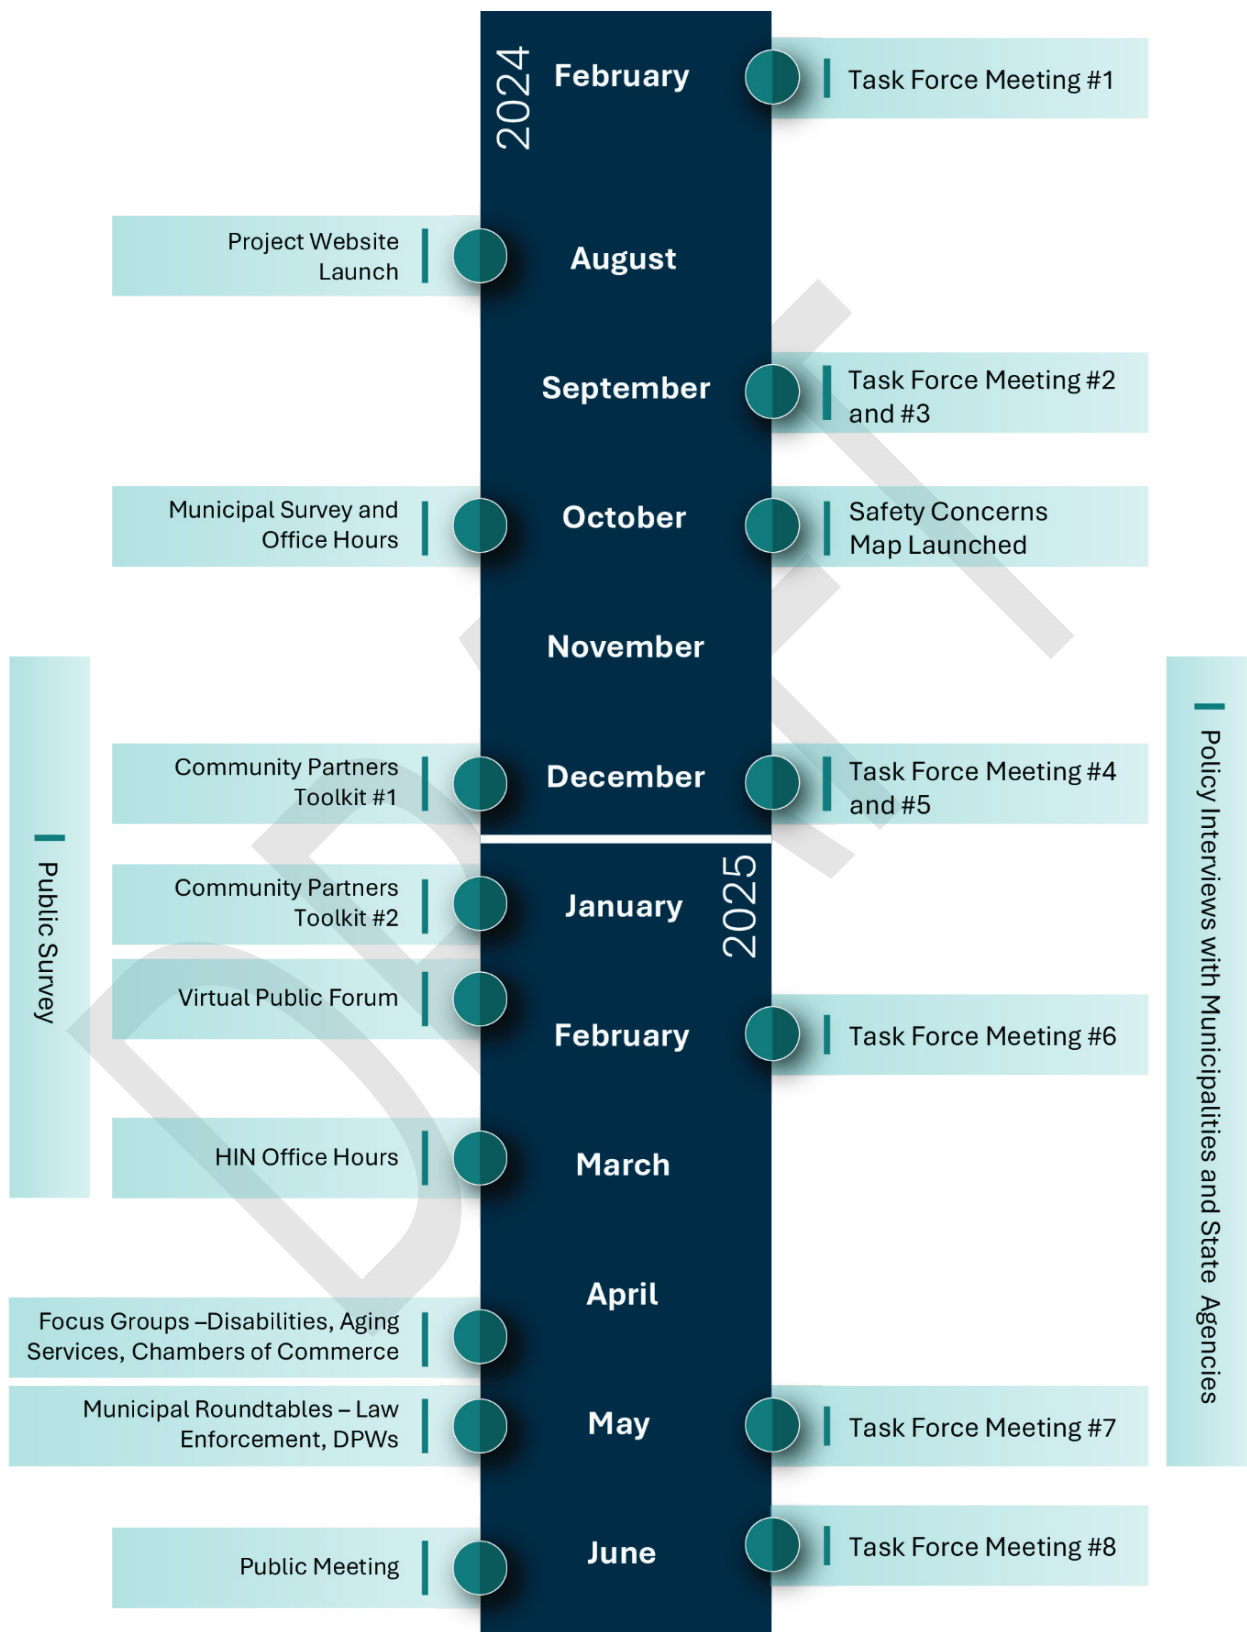 2024
February
Task Force Meeting #1
Project Website
Launch
August
September
Task Force Meeting #2
and #3
Municipal Survey and
Office Hours
October
Safety Concerns
Map Launched
November
Community Partners
Toolkit #1
December
Task Force Meeting #4
and #5
2025
Community Partners
Toolkit #2
January
Virtual Public Forum
February
Task Force Meeting #6
HIN Office Hours
March
April
Focus Groups –Disabilities, Aging
Services, Chambers of Commerce
Municipal Roundtables – Law
Enforcement, DPWs
May
Task Force Meeting #7
Public Meeting
June
Task Force Meeting #8
Public Survey
Policy Interviews with Municipalities and State Agencies
DRAFT